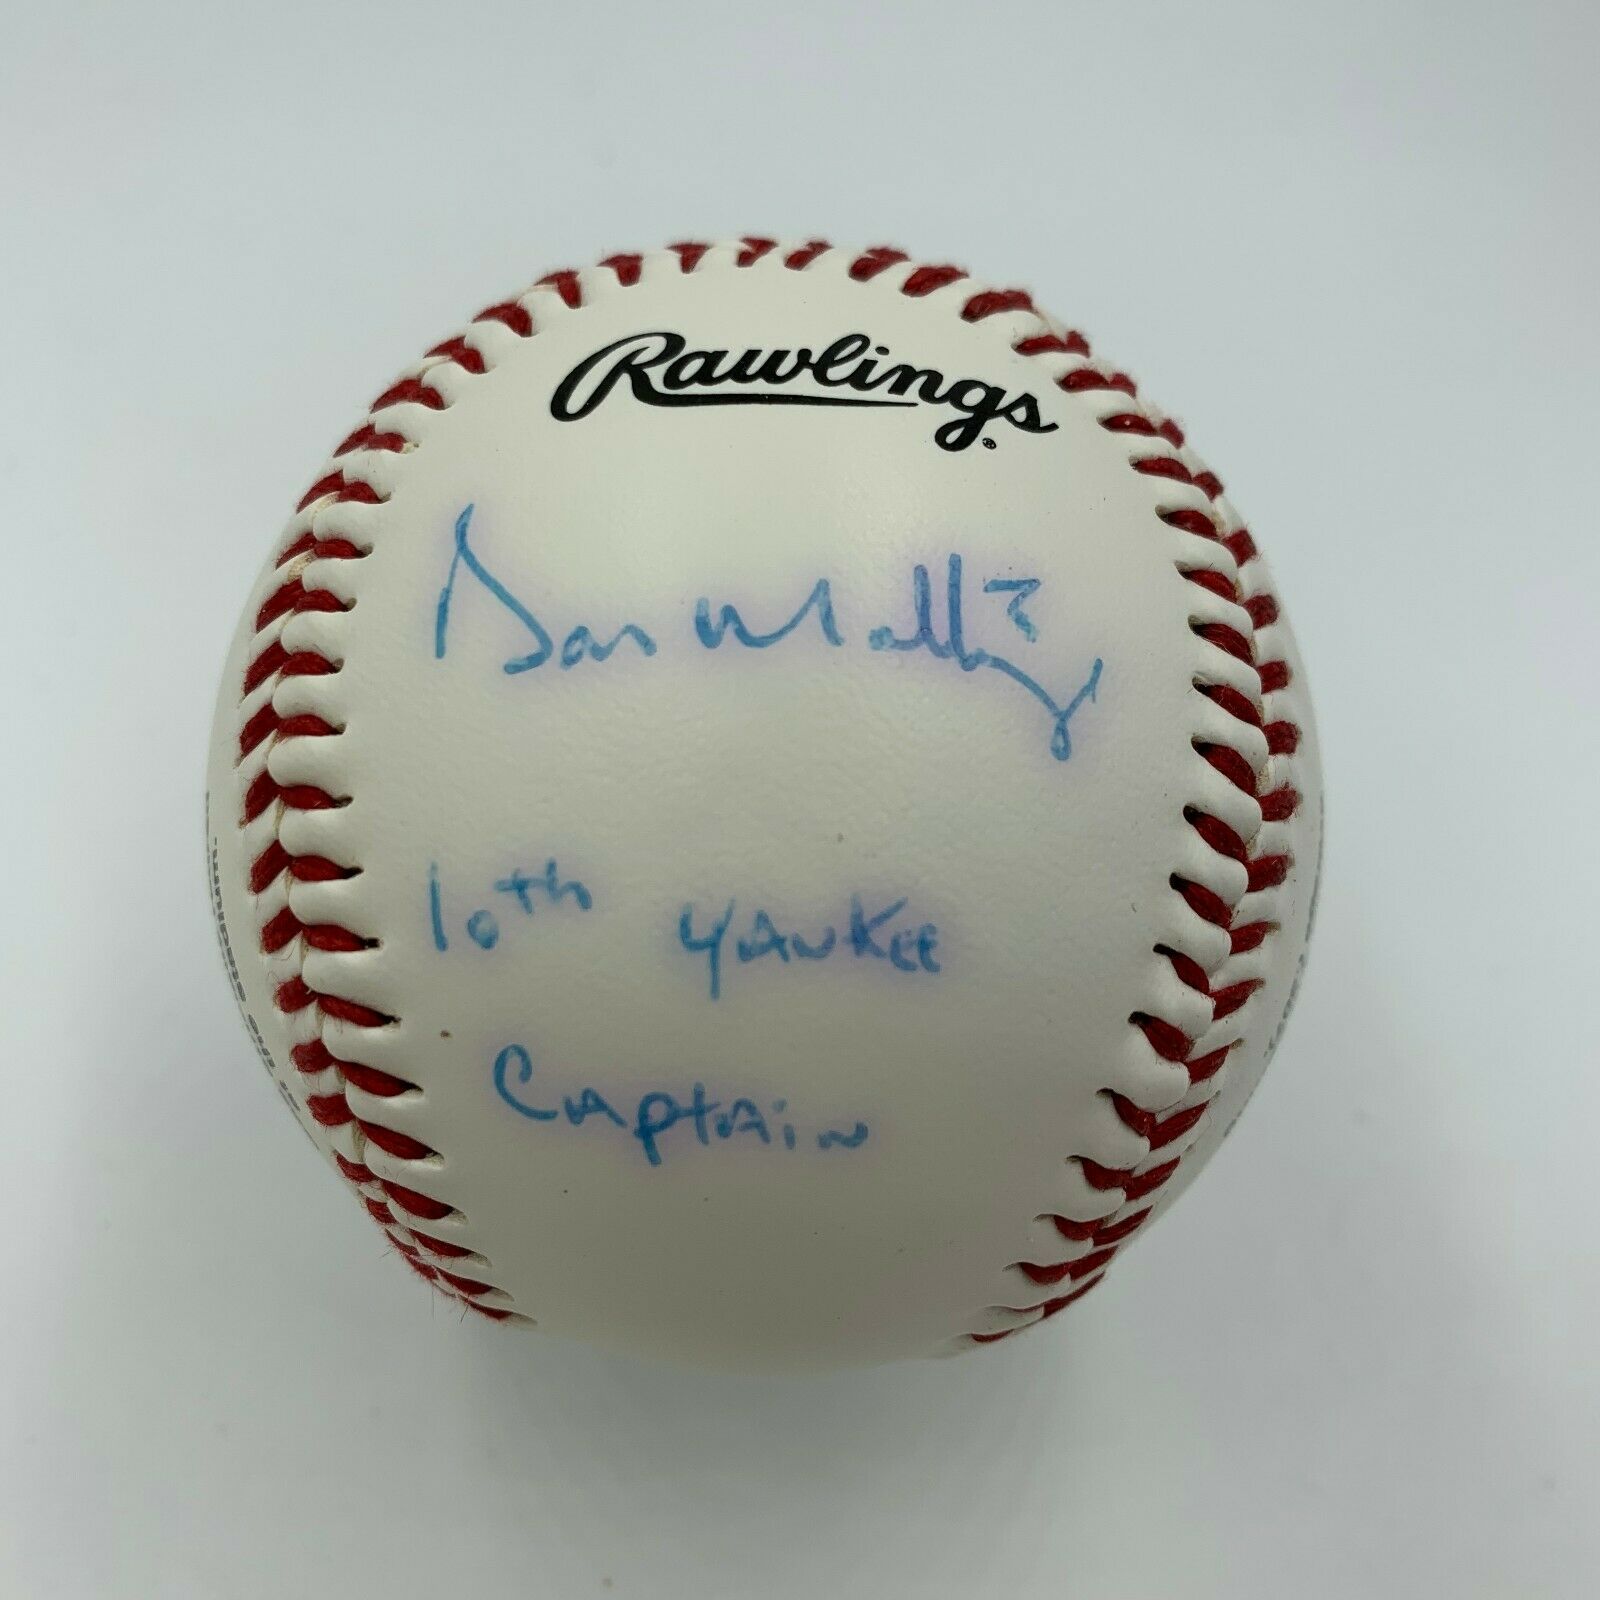 Rawlings®
Don Mattingly
10th Yankee
Captain